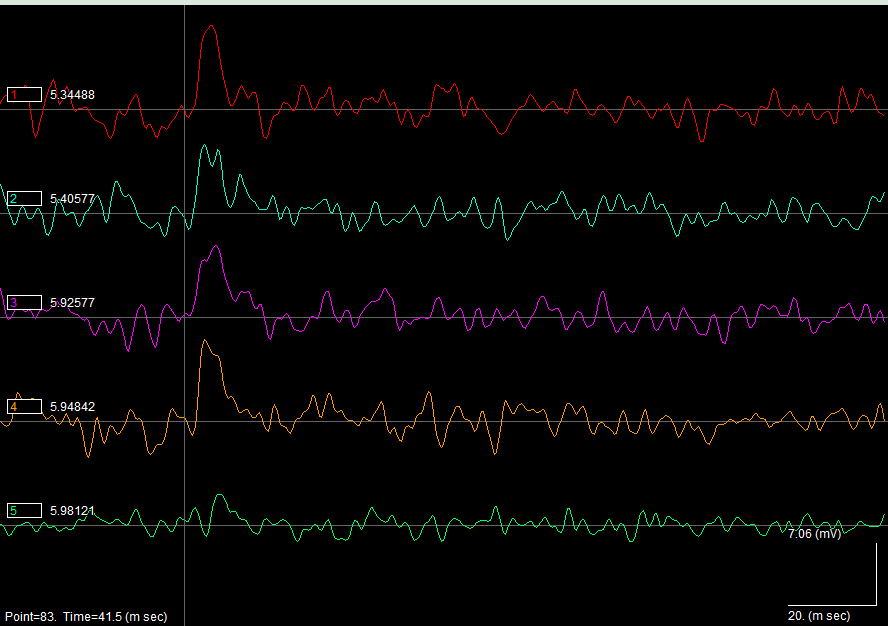 1 5.34488
2 5.40577
3 5.92577
4 5.94842
5 5.98121
7.06 (mV)
20. (m sec)
Point=83. Time=41.5 (m sec)